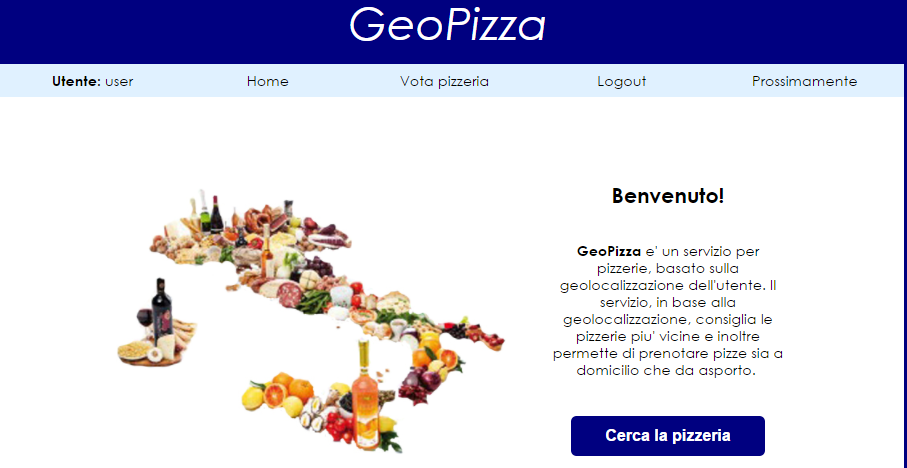 GeoPizza
Utente: user
Home
Vota pizzeria
Logout
Prossimamente
Benvenuto!
GeoPizza e' un servizio per
pizzerie, basato sulla
geolocalizzazione dell'utente. Il
servizio, in base alla
geolocalizzazione, consiglia le
pizzerie piu' vicine e inoltre
permette di prenotare pizze sia a
domicilio che da asporto.
Cerca la pizzeria